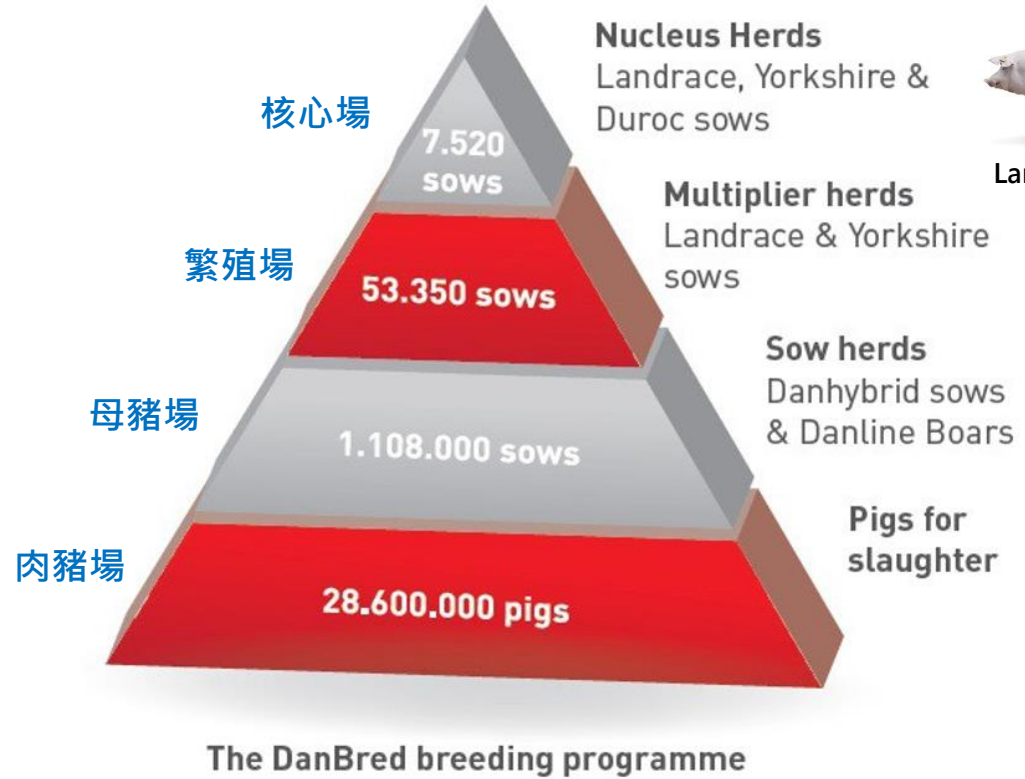 核心場
7.520
sows
Nucleus Herds
Landrace, Yorkshire &
Duroc sows
繁殖場
53.350 sows
Multiplier herds
Landrace & Yorkshire
sows
母豬場
1.108.000 sows
Sow herds
Danhybrid sows
& Danline Boars
肉豬場
28.600.000 pigs
Pigs for
slaughter
The DanBred breeding programme